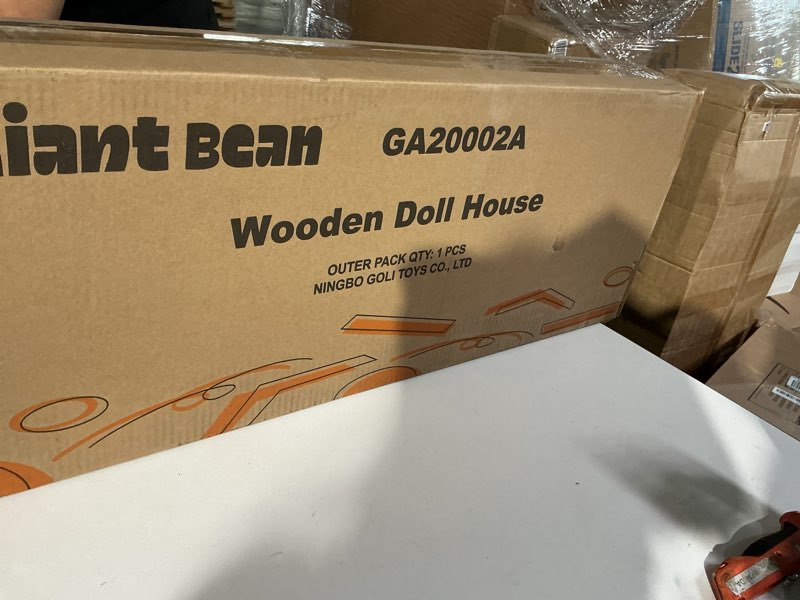 iant Bean GA20002A
Wooden Doll House
OUTER PACK QTY: 1 PCS
NINGBO GOLI TOYS CO., LTD